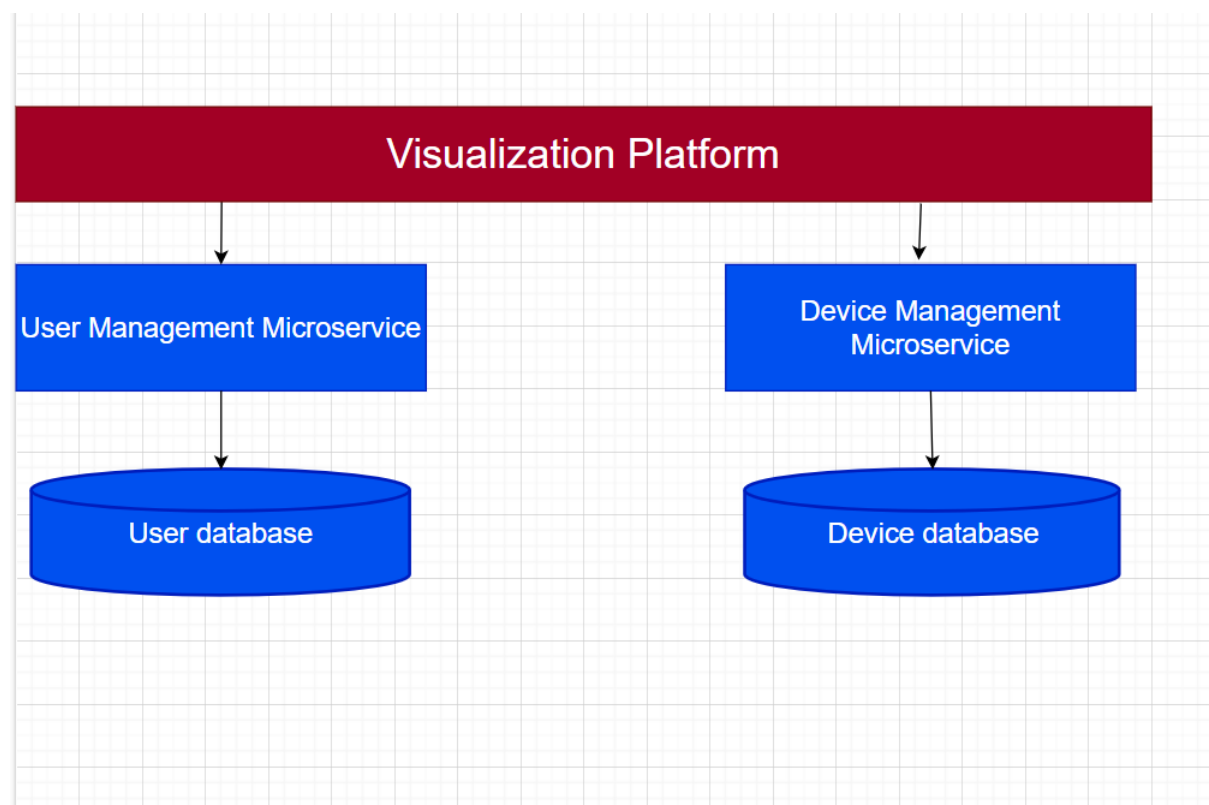 Visualization Platform
User Management Microservice
Device Management
Microservice
User database
Device database